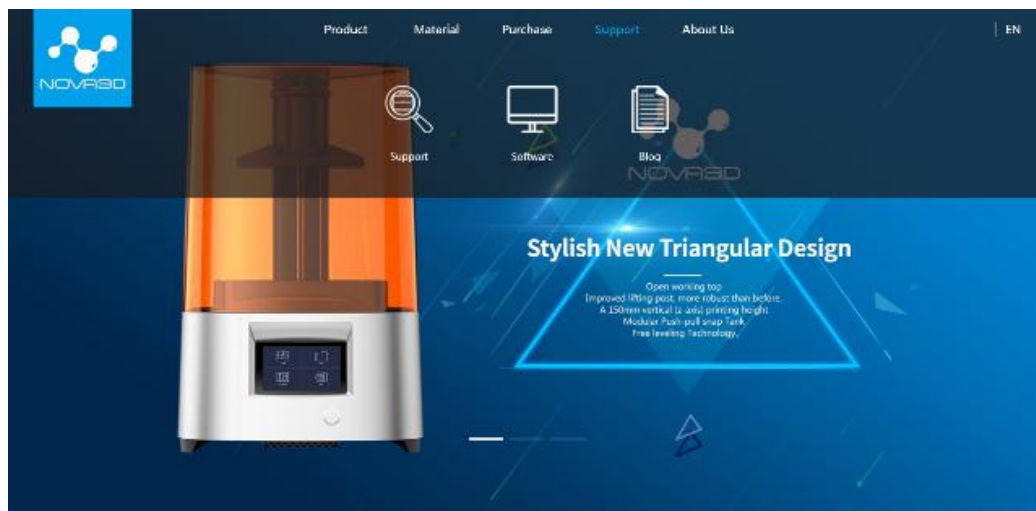 NOVA3D
Product Material Purchase Support About Us
EN
Support Software Blog
NOVA3D
Stylish New Triangular Design
Open working top
Improved lifting post, more robust than before.
A 150mm vertical (z-axis) printing height
Modular Push-pull snap Tank
Free leveling Technology.